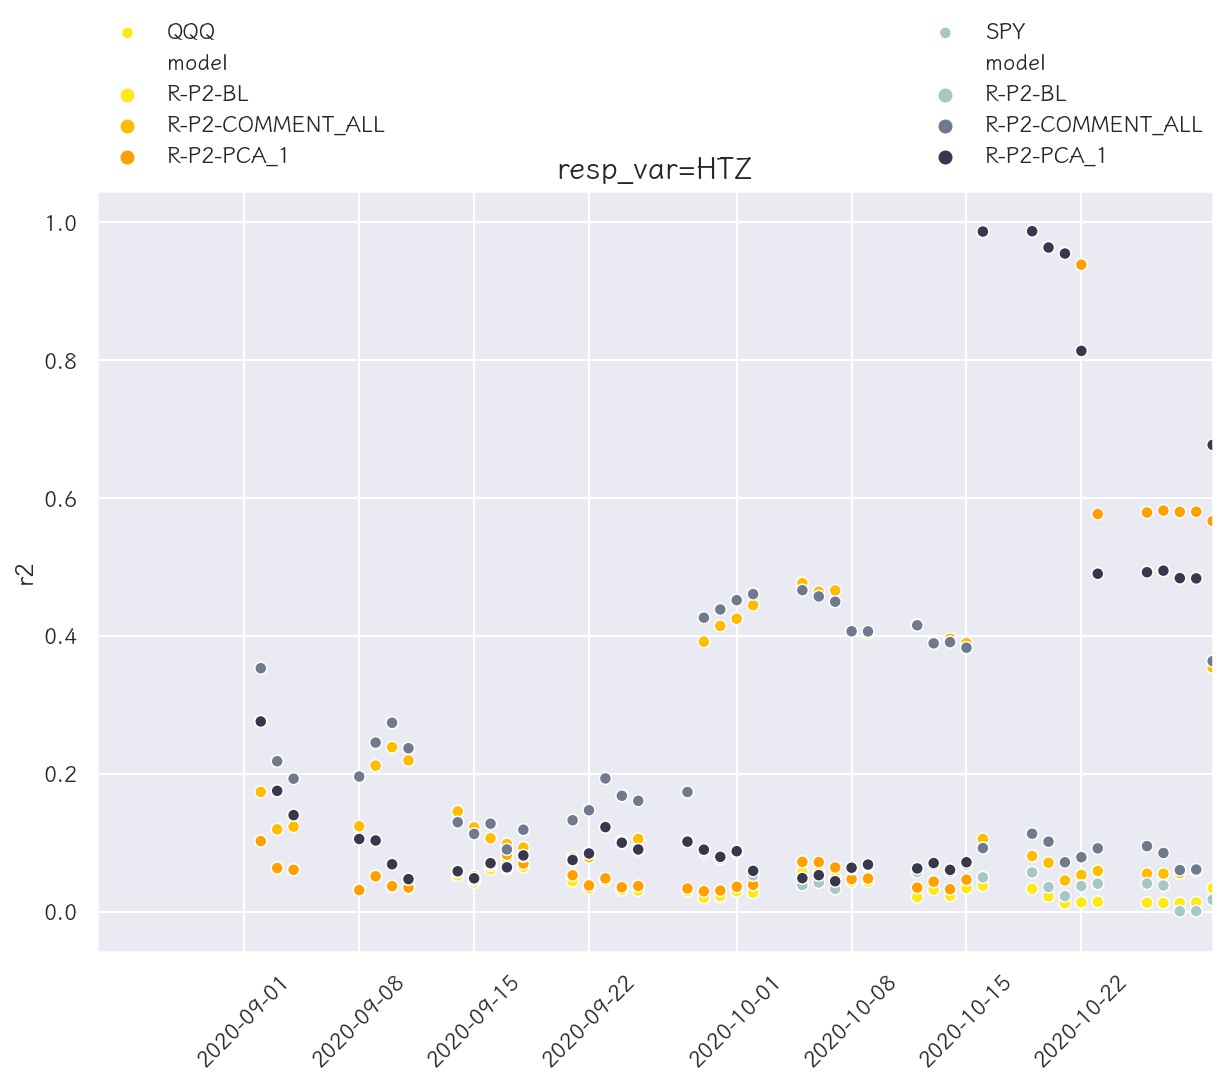 QQQ
model
R-P2-BL
R-P2-COMMENT_ALL
R-P2-PCA_1
SPY
model
R-P2-BL
R-P2-COMMENT_ALL
R-P2-PCA_1
resp_var=HTZ
1.0
0.8
0.6
0.4
0.2
0.0
r2
2020-09-01
2020-09-08
2020-09-15
2020-09-22
2020-10-01
2020-10-08
2020-10-15
2020-10-22